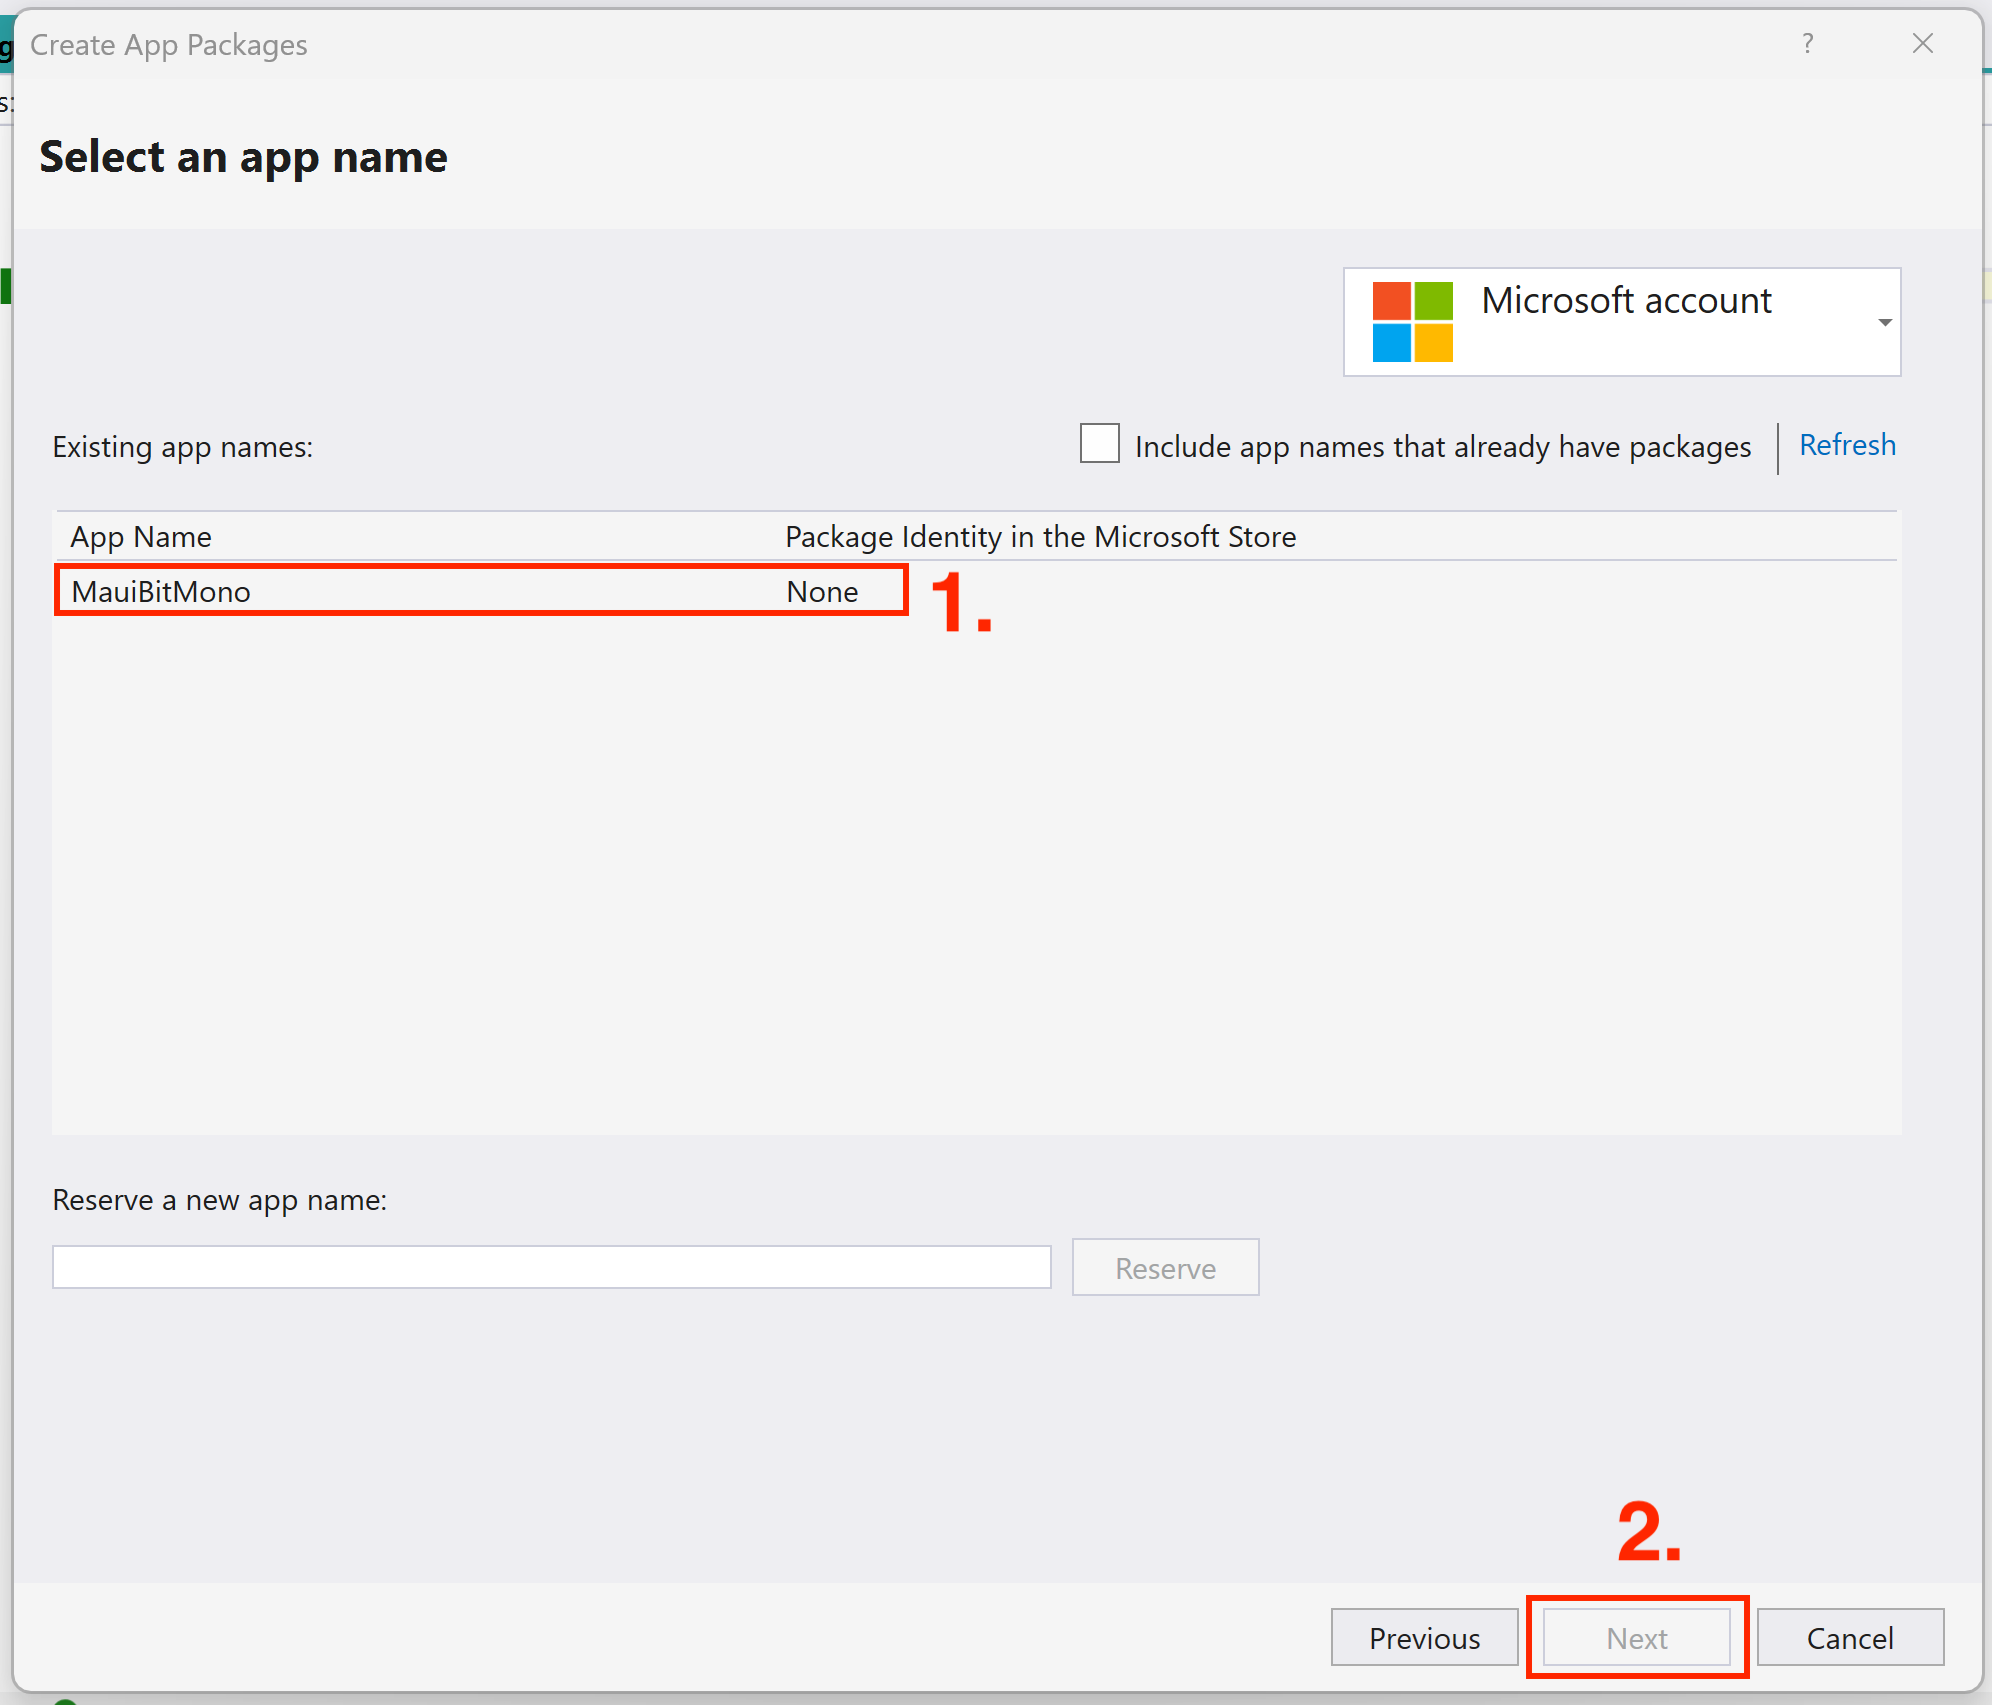 Create App Packages
?
g
s:
Select an app name
Microsoft account
Existing app names:
Include app names that already have packages
Refresh
App Name Package Identity in the Microsoft Store
MauiBitMono None
1.
Reserve a new app name:
Reserve
2.
Previous Next Cancel